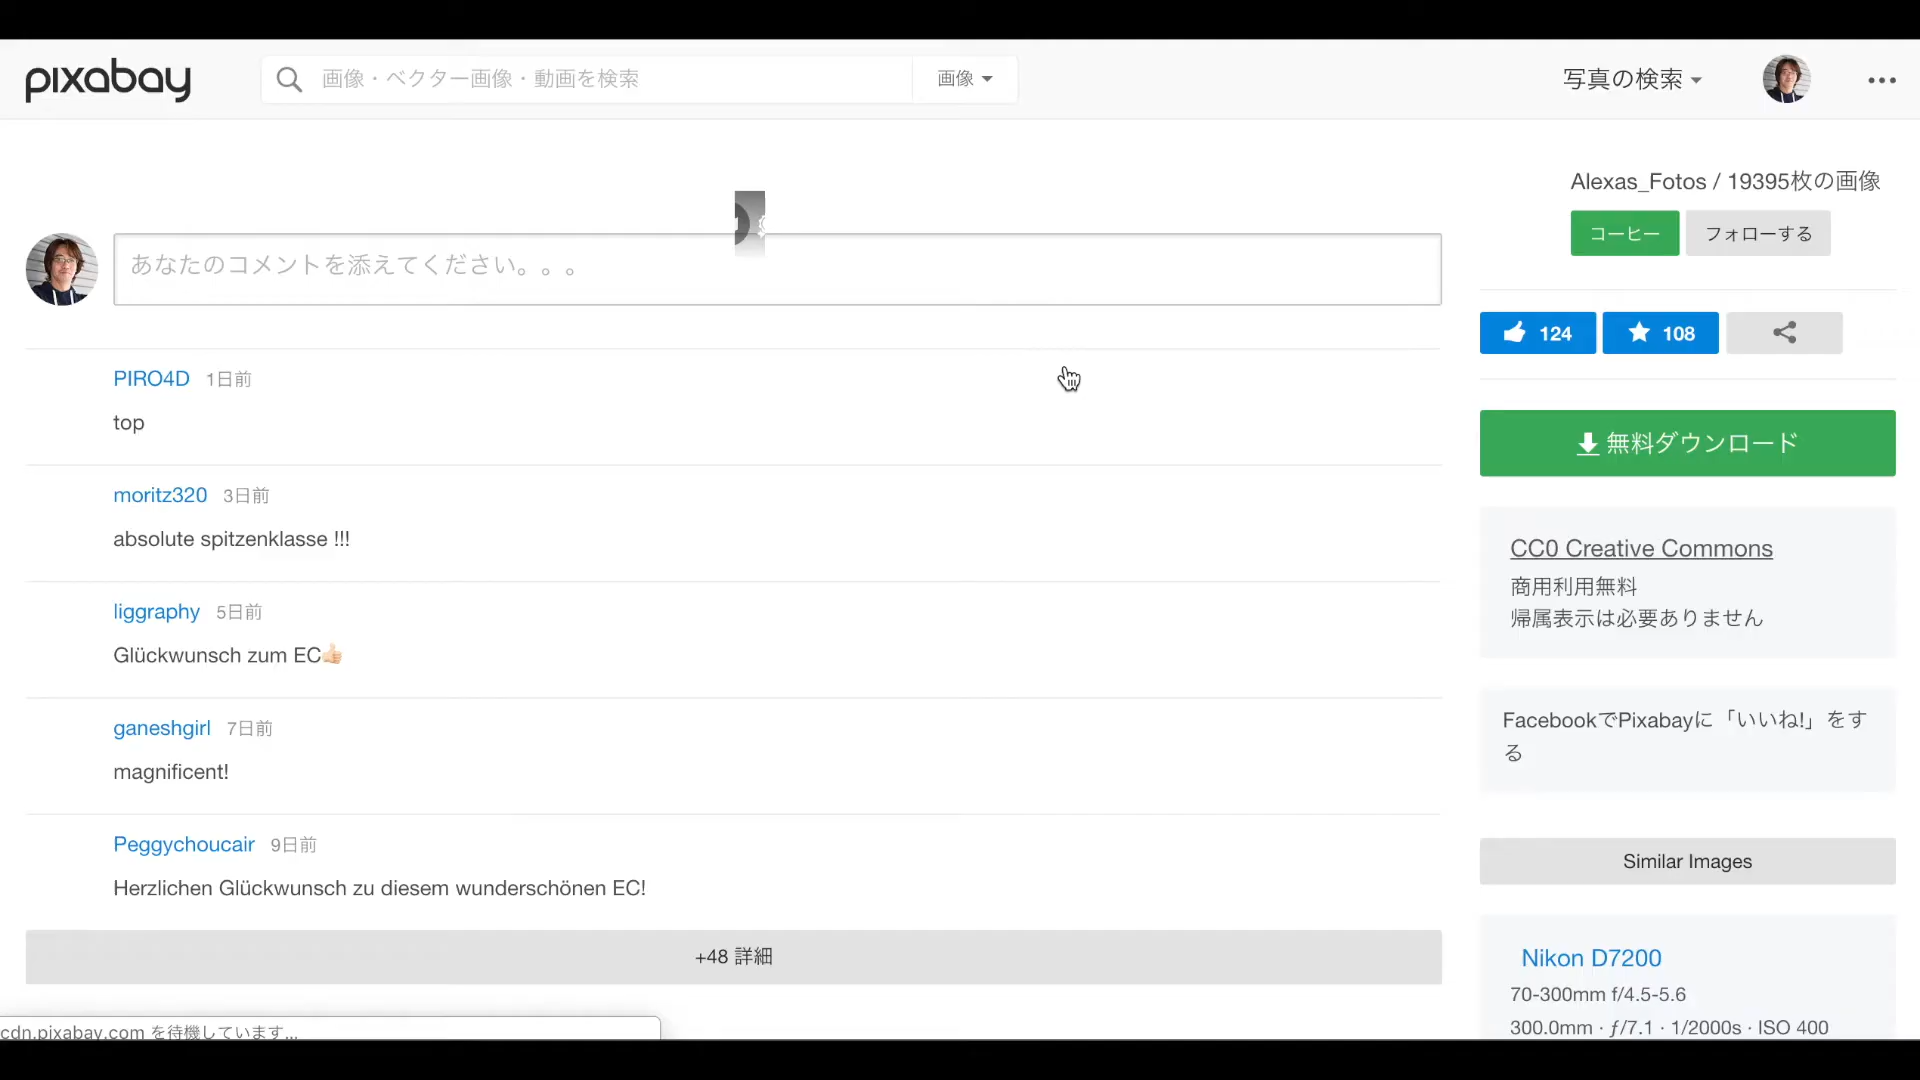 pixabay
画像・ベクター画像・動画を検索
画像
写真の検索
Alexas_Fotos / 19395枚の画像
コーヒー
フォローする
あなたのコメントを添えてください。。。
124
108
PIRO4D 1日前
top
無料ダウンロード
moritz320 3日前
absolute spitzenklasse !!!
CC0 Creative Commons
商用利用無料
帰属表示は必要ありません
liggraphy 5日前
Glückwunsch zum EC👍🏻
FacebookでPixabayに「いいね!」をす
る
ganeshgirl 7日前
magnificent!
Peggychoucair 9日前
Herzlichen Glückwunsch zu diesem wunderschönen EC!
Similar Images
+48 詳細
Nikon D7200
70-300mm f/4.5-5.6
300.0mm · ƒ/7.1 · 1/2000s · ISO 400
cdn.pixabay.com を待機しています...